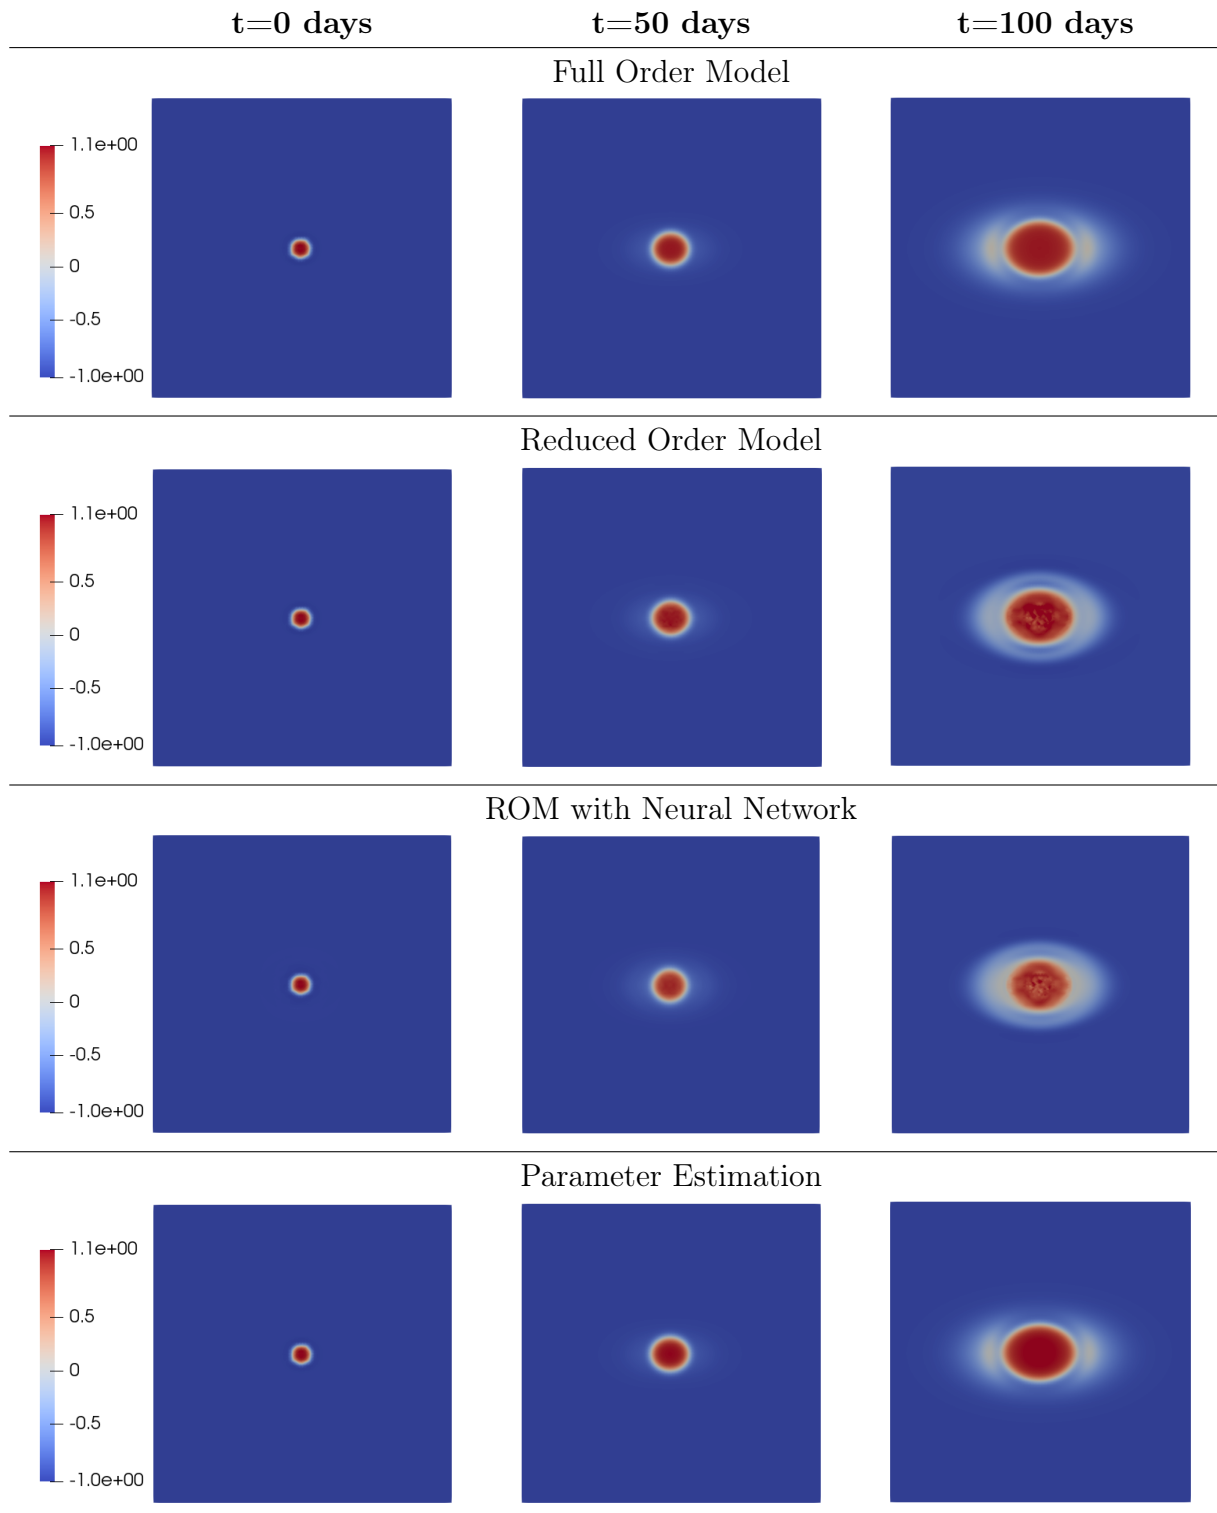 t=0 days t=50 days t=100 days
Full Order Model
1.1e+00
0.5
0
-0.5
-1.0e+00
Reduced Order Model
1.1e+00
0.5
0
-0.5
-1.0e+00
ROM with Neural Network
1.1e+00
0.5
0
-0.5
-1.0e+00
Parameter Estimation
1.1e+00
0.5
0
-0.5
-1.0e+00